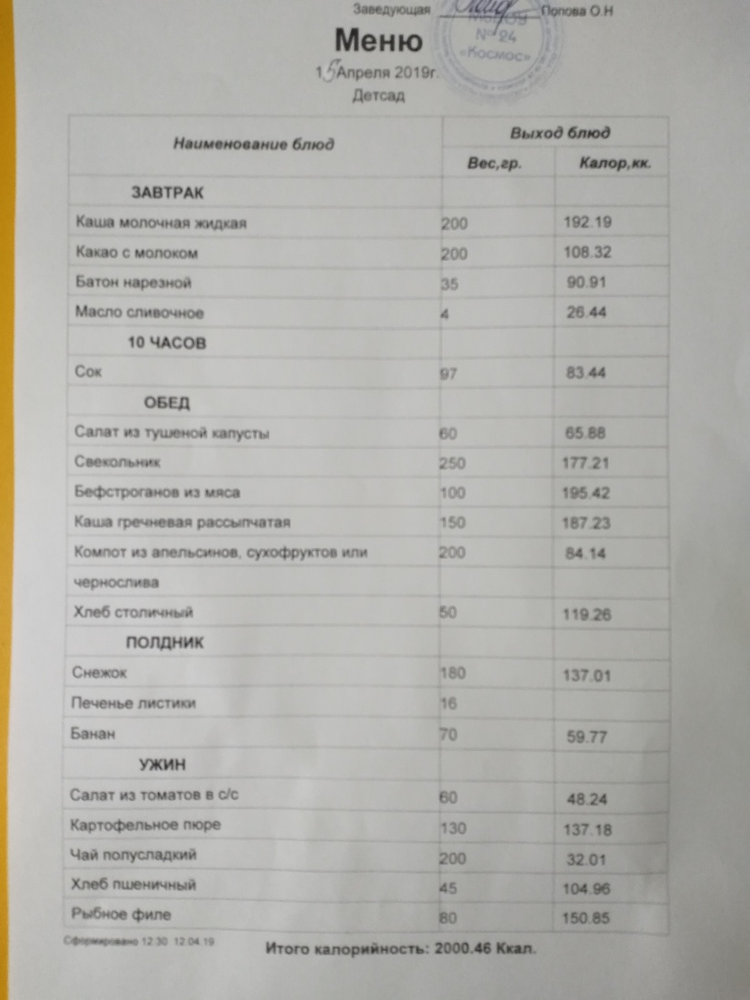 Заведующая Попова О.Н
№ 24
«Космос»
Меню
15 Апреля 2019г.
Детсад
Наименование блюд Выход блюд
Вес,гр. Калор,кк.
ЗАВТРАК
Каша молочная жидкая 200 192.19
Какао с молоком 200 108.32
Батон нарезной 35 90.91
Масло сливочное 4 26.44
10 ЧАСОВ
Сок 97 83.44
ОБЕД
Салат из тушеной капусты 60 65.88
Свекольник 250 177.21
Бефстроганов из мяса 100 195.42
Каша гречневая рассыпчатая 150 187.23
Компот из апельсинов, сухофруктов или 200 84.14
чернослива
Хлеб столичный 50 119.26
ПОЛДНИК
Снежок 180 137.01
Печенье листики 16
Банан 70 59.77
УЖИН
Салат из томатов в с/с 60 48.24
Картофельное пюре 130 137.18
Чай полусладкий 200 32.01
Хлеб пшеничный 45 104.96
Рыбное филе 80 150.85
Сформировано 12:30 12.04.19
Итого калорийность: 2000.46 Ккал.